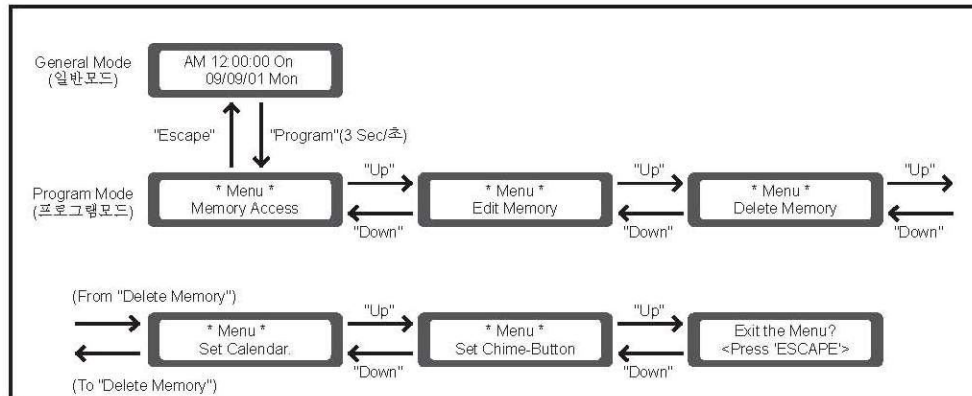 General Mode
(일반모드)
AM 12:00:00 On
09/09/01 Mon
"Escape"
"Program"(3 Sec/초)
Program Mode
(프로그램모드)
* Menu *
Memory Access
"Up"
"Down"
* Menu *
Edit Memory
"Up"
"Down"
* Menu *
Delete Memory
"Up"
"Down"
(From "Delete Memory")
(To "Delete Memory")
* Menu *
Set Calendar.
"Up"
"Down"
* Menu *
Set Chime-Button
"Up"
"Down"
Exit the Menu?
<Press 'ESCAPE'>